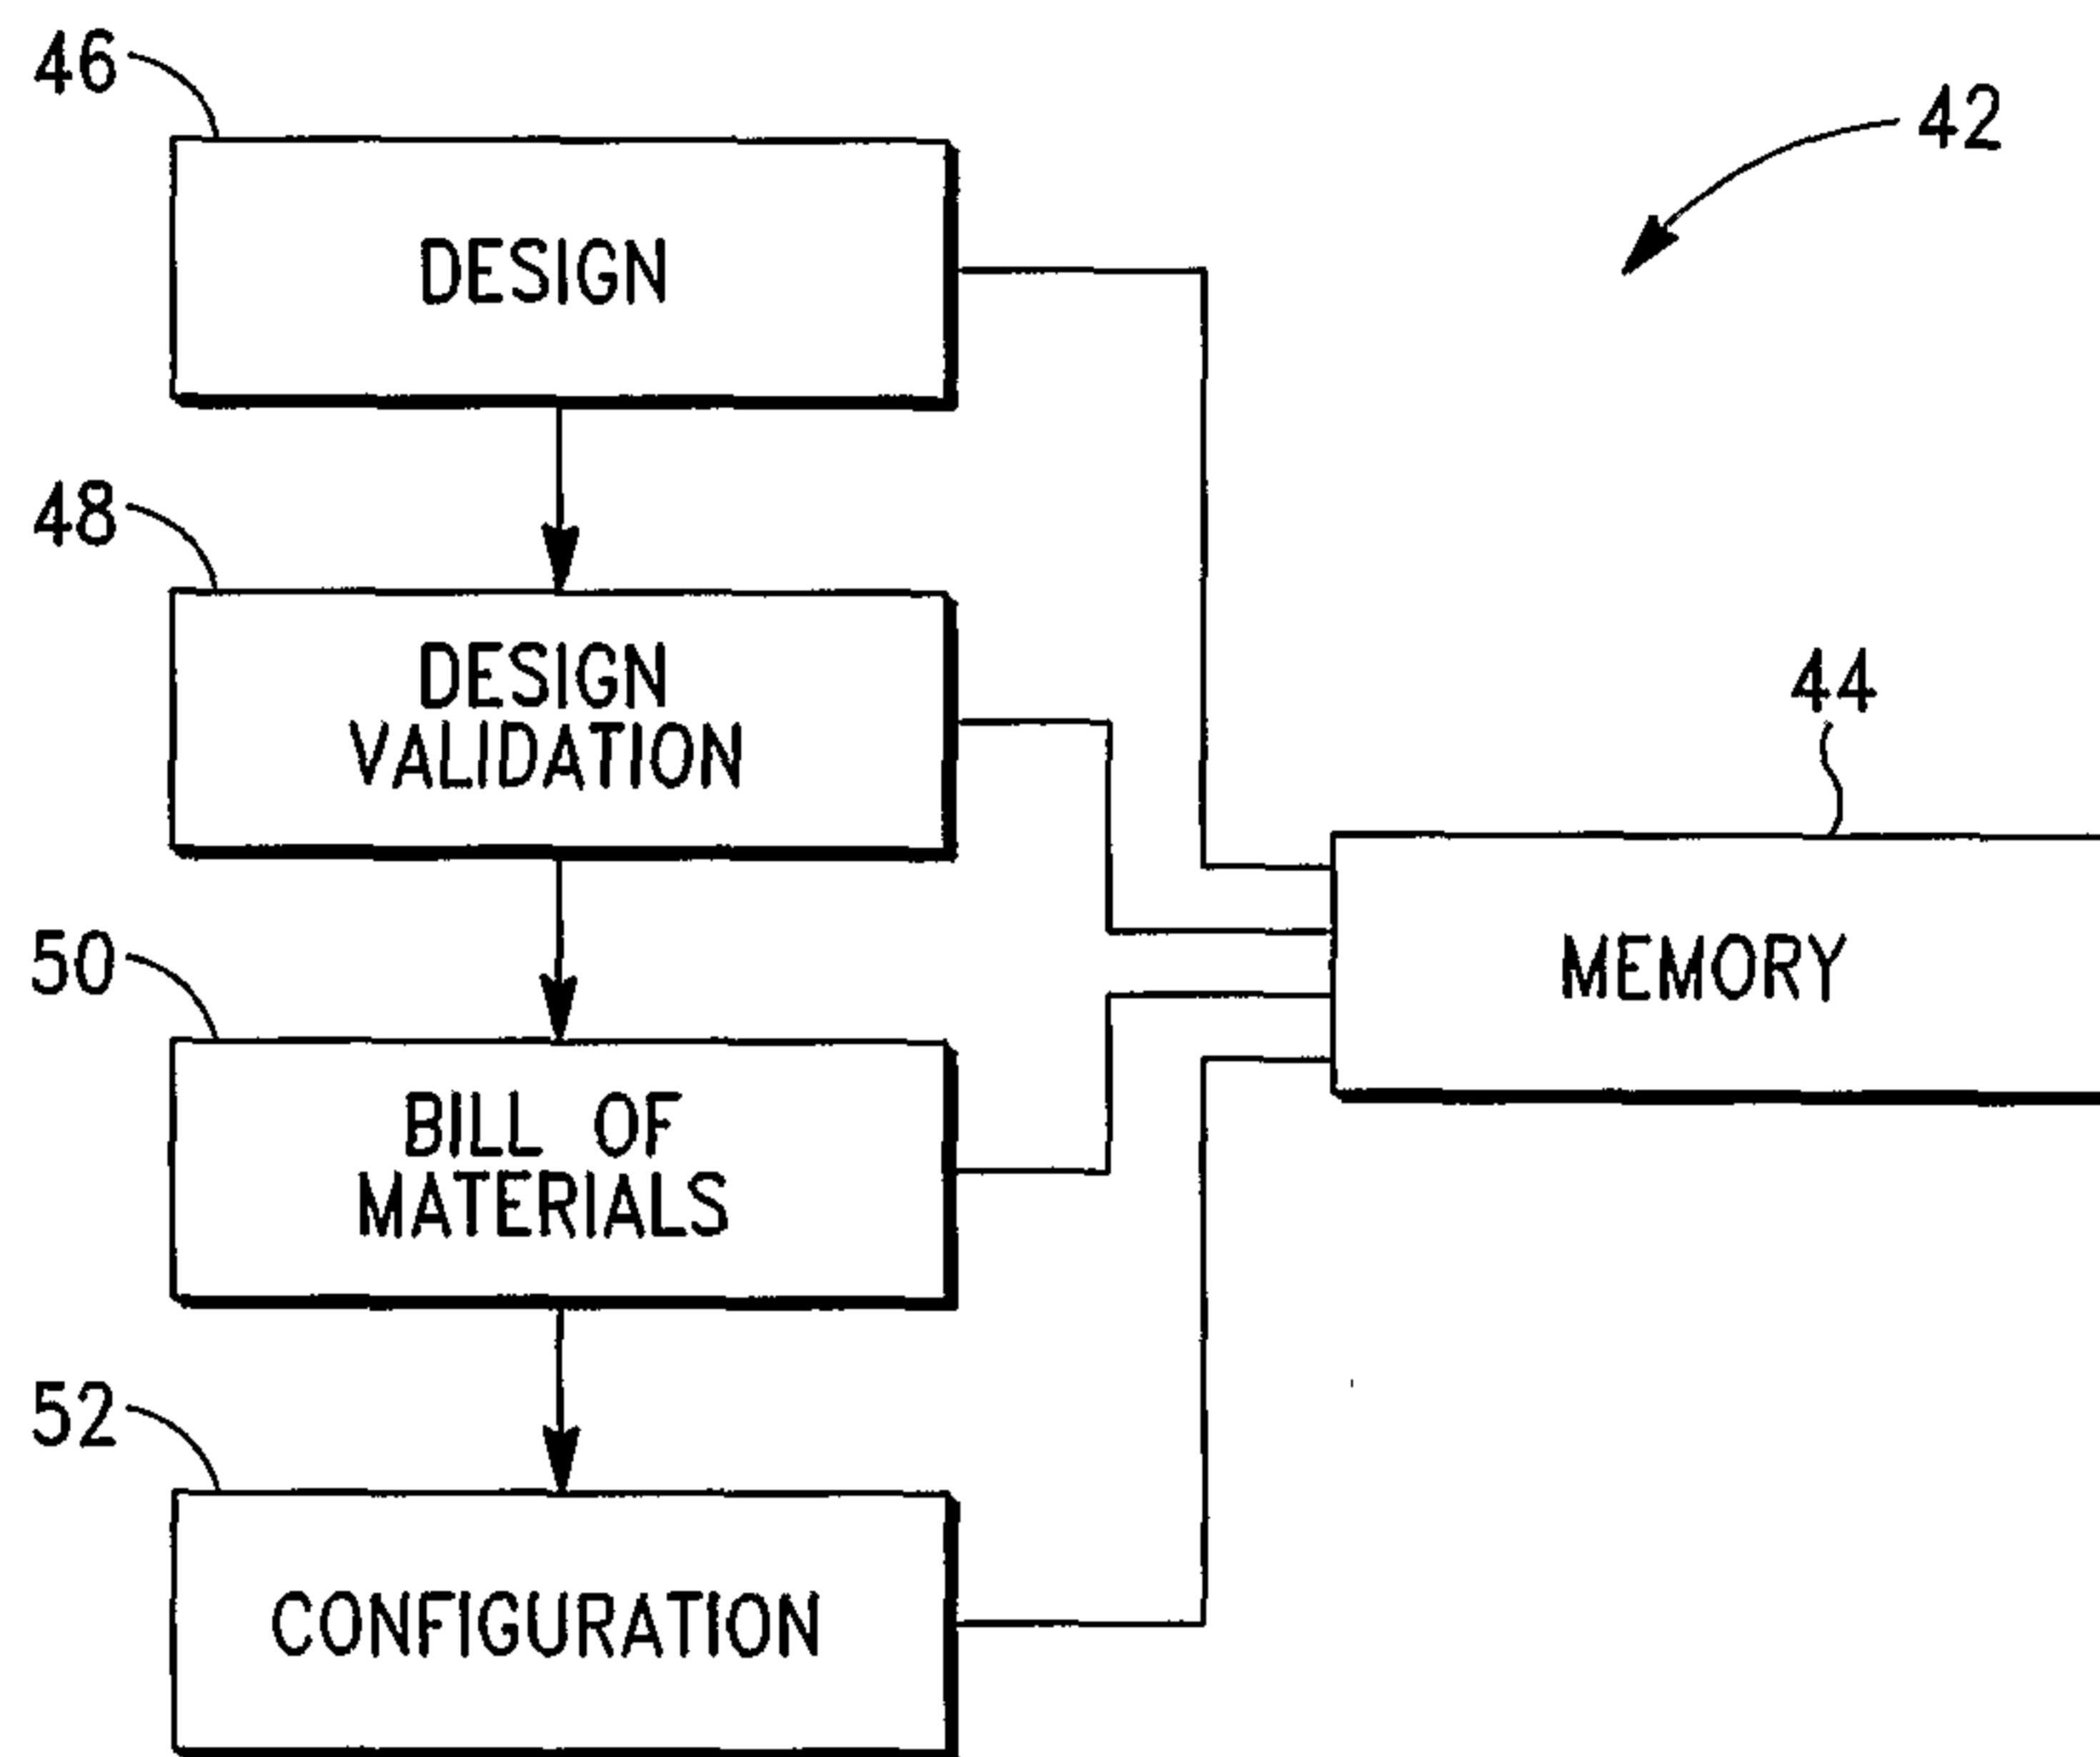 46
42
DESIGN
48
DESIGN
VALIDATION
44
50
MEMORY
BILL OF
MATERIALS
52
CONFIGURATION